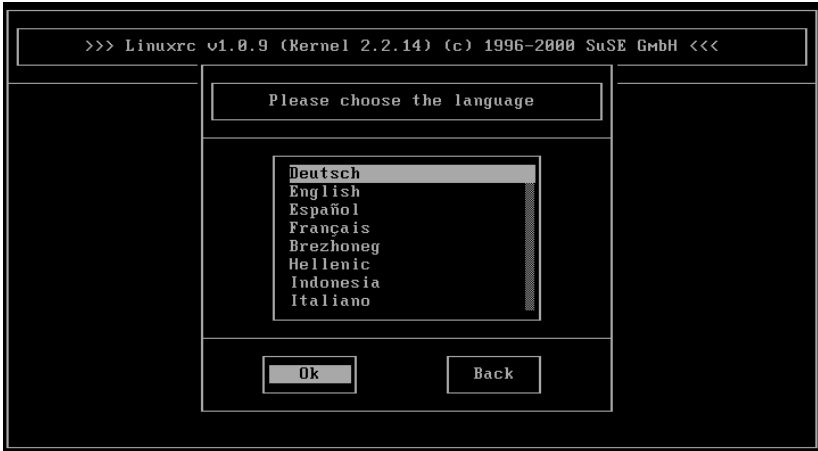 >>> Linuxrc v1.0.9 (Kernel 2.2.14) (c) 1996-2000 SuSE GmbH <<<
Please choose the language
Deutsch
English
Español
Français
Brezhoneg
Hellenic
Indonesia
Italiano
Ok Back